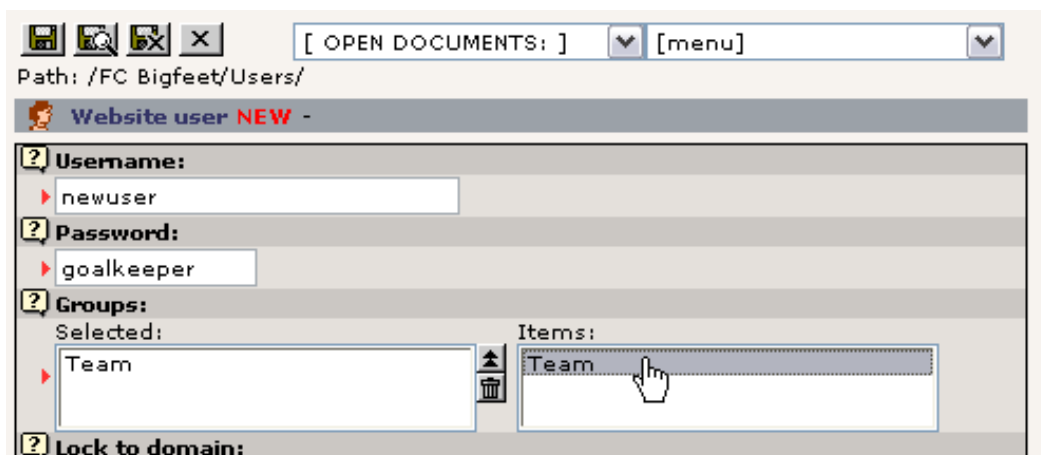 [ OPEN DOCUMENTS: ] [menu]
Path: /FC Bigfeet/Users/
Website user NEW -
? Username:
newuser
? Password:
goalkeeper
? Groups:
Selected: Items:
Team Team
? Lock to domain: